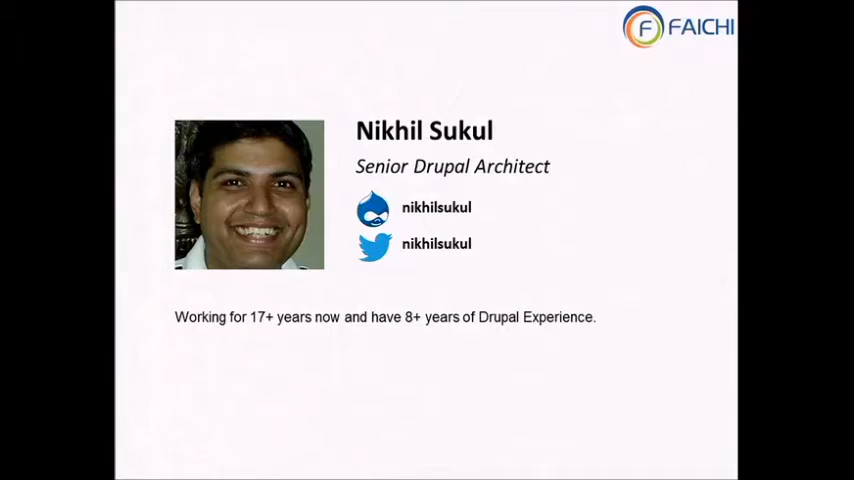 F FAICHI
Nikhil Sukul
Senior Drupal Architect
nikhilsukul
nikhilsukul
Working for 17+ years now and have 8+ years of Drupal Experience.